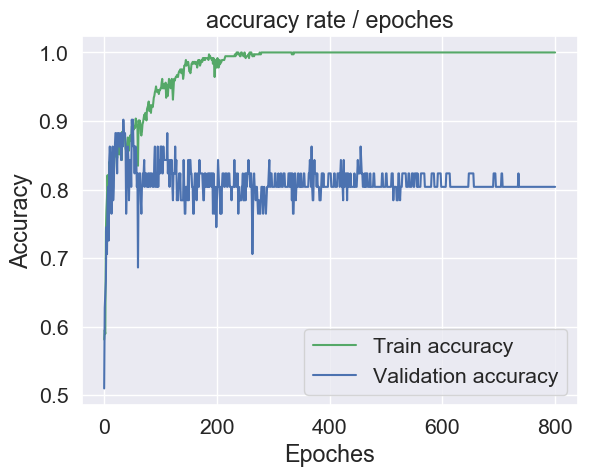 accuracy rate / epoches
1.0
0.9
0.8
0.7
0.6
0.5
Accuracy
Train accuracy
Validation accuracy
0 200 400 600 800
Epoches